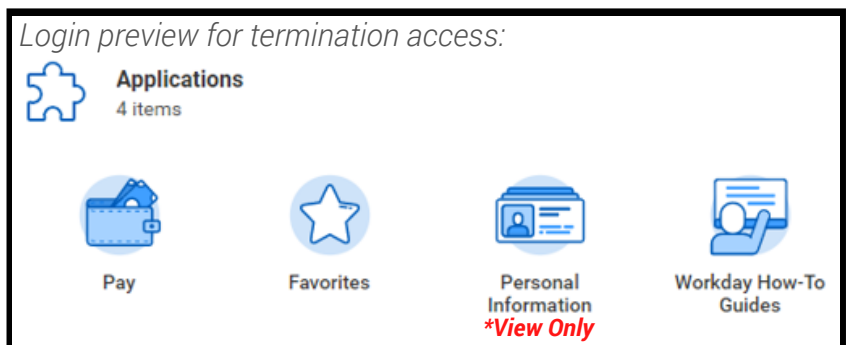 Login preview for termination access:
Applications
4 items
Pay
Favorites
Personal
Information
*View Only
Workday How-To
Guides